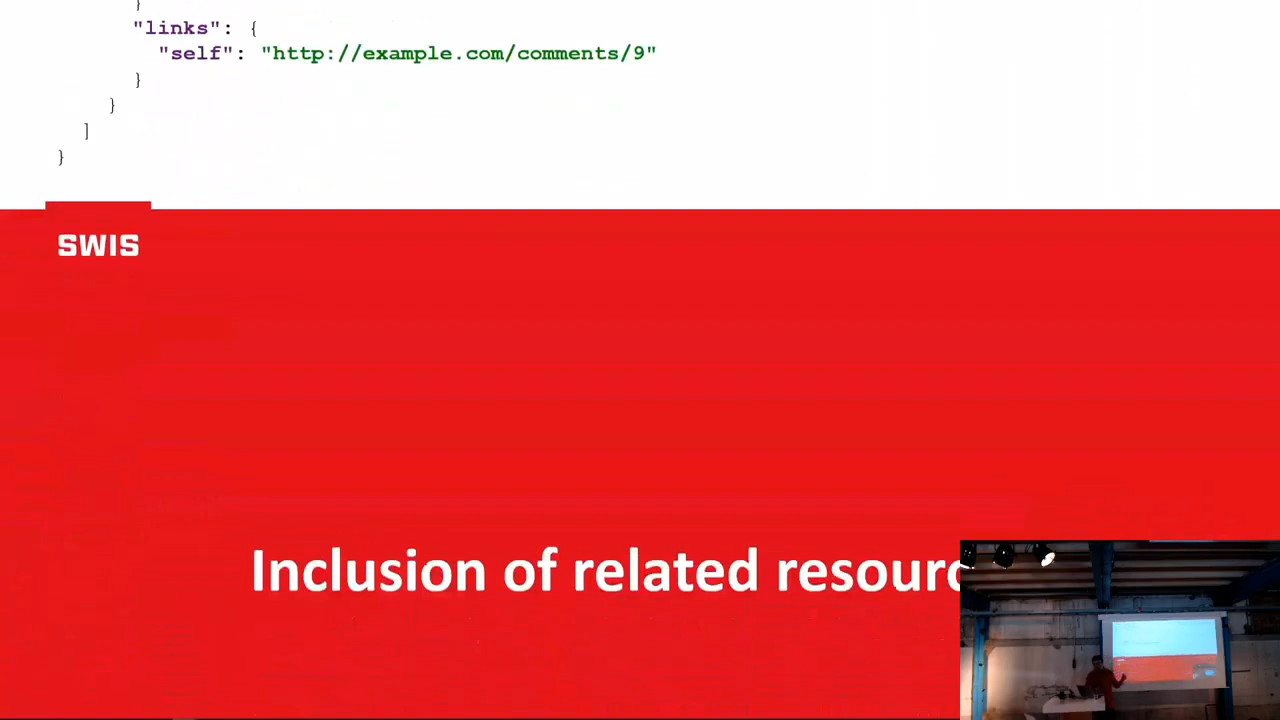 }
"links": {
"self": "http://example.com/comments/9"
}
}
]
}
SWIS
Inclusion of related resourc